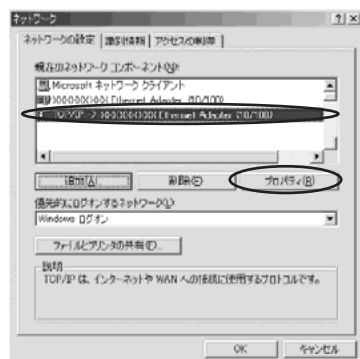 ネットワーク
ネットワークの設定 識別情報 アクセスの制御
現在のネットワーク コンポーネント(N):
Microsoft ネットワーク クライアント
XXXXXXXXX Ethernet Adapter (10/100)
TCP/IP -> XXXXXXXXX Ethernet Adapter (10/100)
追加(A)... 削除(E) プロパティ(R)
優先的にログオンするネットワーク(L):
Windows ログオン
ファイルとプリンタの共有(F)...
説明
TCP/IP は、インターネットや WAN への接続に使用するプロトコルです。
OK キャンセル